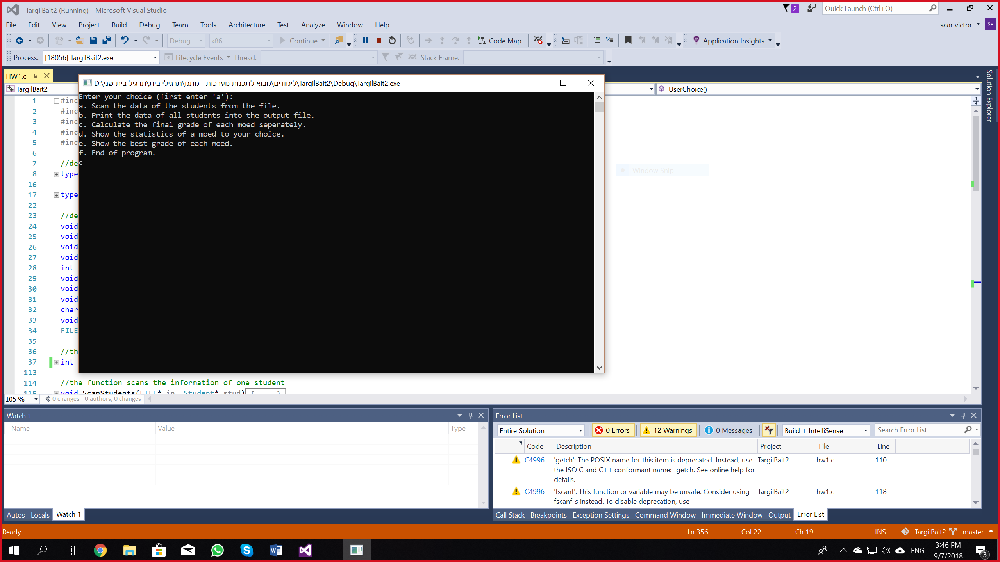 TargilBait2 (Running) - Microsoft Visual Studio
2
Quick Launch (Ctrl+Q)
File Edit View Project Build Debug Team Tools Architecture Test Analyze Window Help
saar victor SV
Debug x86 Continue Code Map Application Insights
Process: [18056] TargilBait2.exe Lifecycle Events Thread: Stack Frame:
HW1.c
TargilBait2
UserChoice()
Solution Explorer
D:\לימודים\מבוא לתכנות מערכות - מתמ\תרגילי בית\תרגיל בית שני\TargilBait2\Debug\TargilBait2.exe
Enter your choice (first enter 'a'):
a. Scan the data of the students from the file.
b. Print the data of all students into the output file.
c. Calculate the final grade of each moed seperately.
d. Show the statistics of a moed to your choice.
e. Show the best grade of each moed.
f. End of program.
c
Window Snip
1 #inc
2 #inc
3 #inc
4 #inc
5 #inc
6
7 //de
8 type
16
17 type
22
23 //de
24 void
25 void
26 void
27 void
28 int
29 void
30 void
31 void
32 char
33 void
34 FILE
35
36 //th
37 int
113
114 //the function scans the information of one student
115 void ScanStudents(FILE* in, Student* stud){ }
105 % 0 changes | 0 authors, 0 changes
Watch 1
Name Value Type
Autos Locals Watch 1
Error List
Entire Solution 0 Errors 12 Warnings 0 Messages Build + IntelliSense Search Error List
Code Description Project File Line
C4996 'getch': The POSIX name for this item is deprecated. Instead, use TargilBait2 hw1.c 110
the ISO C and C++ conformant name: _getch. See online help for
details.
C4996 'fscanf': This function or variable may be unsafe. Consider using TargilBait2 hw1.c 118
fscanf_s instead. To disable deprecation, use
Call Stack Breakpoints Exception Settings Command Window Immediate Window Output Error List
Ready Ln 356 Col 22 Ch 19 INS TargilBait2 master
ENG
3:46 PM
9/7/2018
3